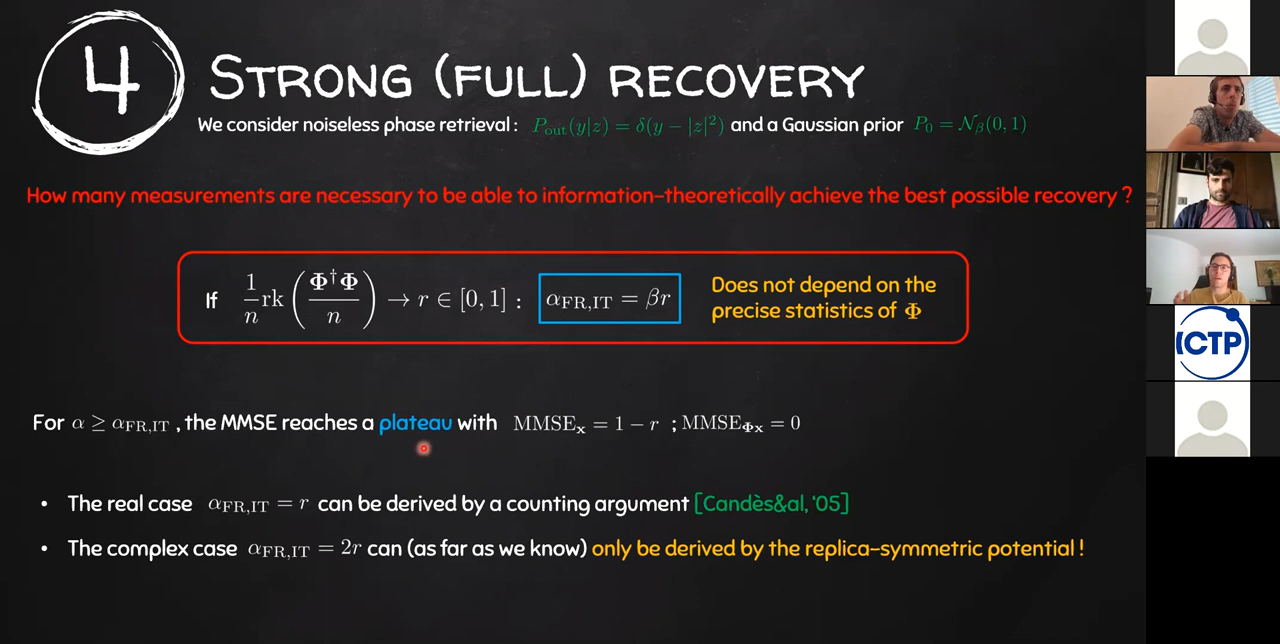 4
STRONG (FULL) RECOVERY
We consider noiseless phase retrieval : P_out(y|z) = δ(y − |z|²) and a Gaussian prior P₀ = 𝒩_β(0, 1)
How many measurements are necessary to be able to information-theoretically achieve the best possible recovery ?
If 1/n rk(Φ†Φ/n) → r ∈ [0, 1] : α_FR,IT = βr
Does not depend on the
precise statistics of Φ
For α ≥ α_FR,IT , the MMSE reaches a plateau with MMSE_x = 1 − r ; MMSE_Φx = 0
• The real case α_FR,IT = r can be derived by a counting argument [Candès&al, '05]
• The complex case α_FR,IT = 2r can (as far as we know) only be derived by the replica-symmetric potential !
ICTP